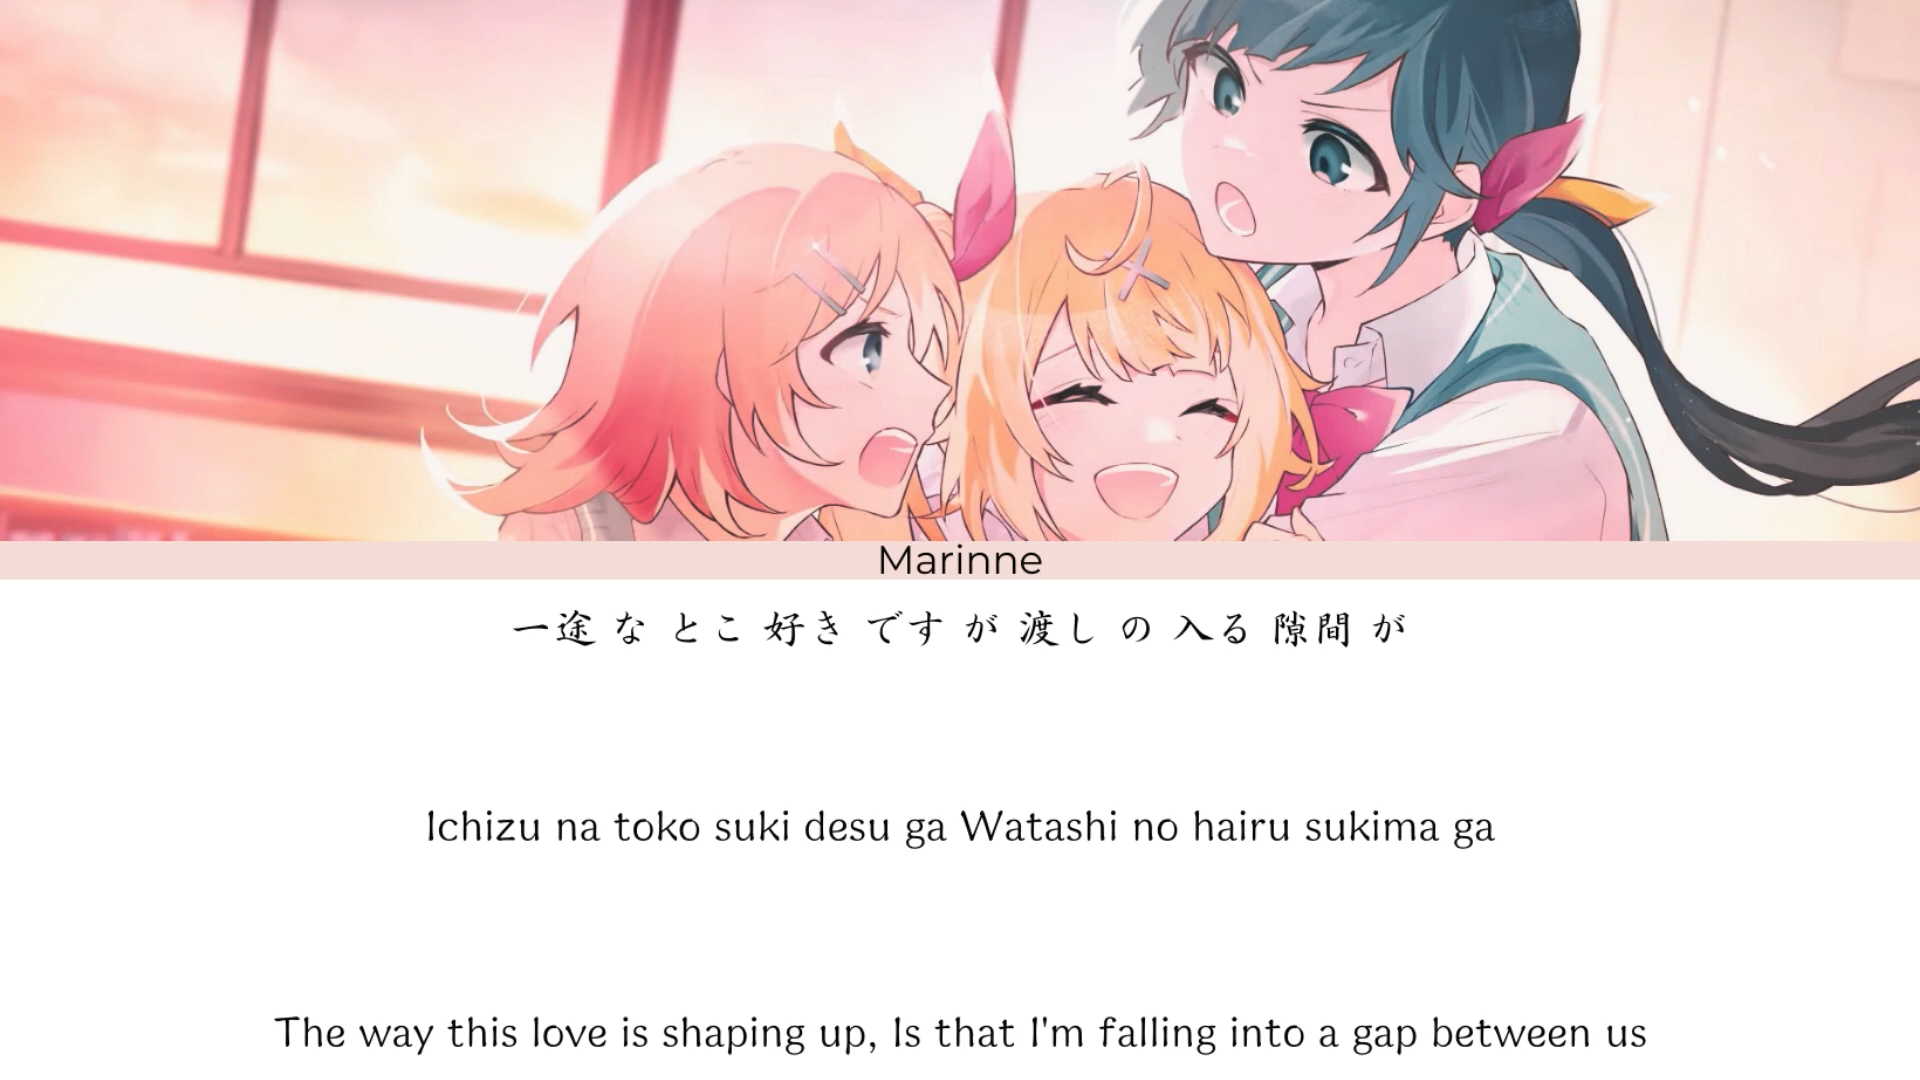 Marinne
一途 な とこ 好き です が 渡し の 入る 隙間 が
Ichizu na toko suki desu ga Watashi no hairu sukima ga
The way this love is shaping up, Is that I'm falling into a gap between us